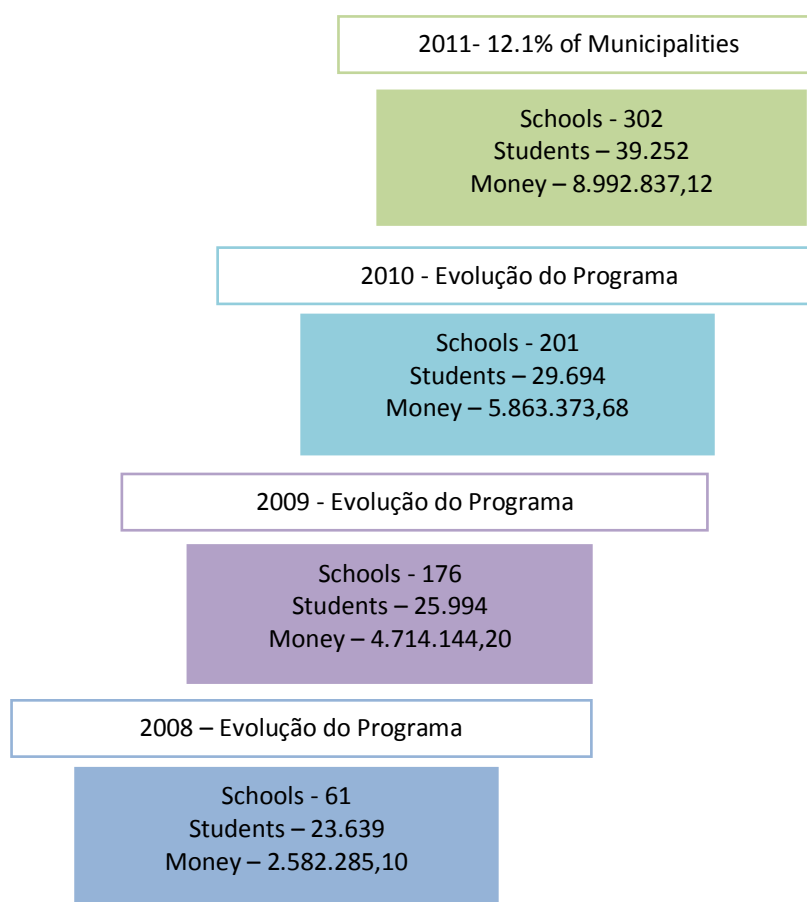 2011- 12.1% of Municipalities
Schools - 302
Students – 39.252
Money – 8.992.837,12
2010 - Evolução do Programa
Schools - 201
Students – 29.694
Money – 5.863.373,68
2009 - Evolução do Programa
Schools - 176
Students – 25.994
Money – 4.714.144,20
2008 – Evolução do Programa
Schools - 61
Students – 23.639
Money – 2.582.285,10